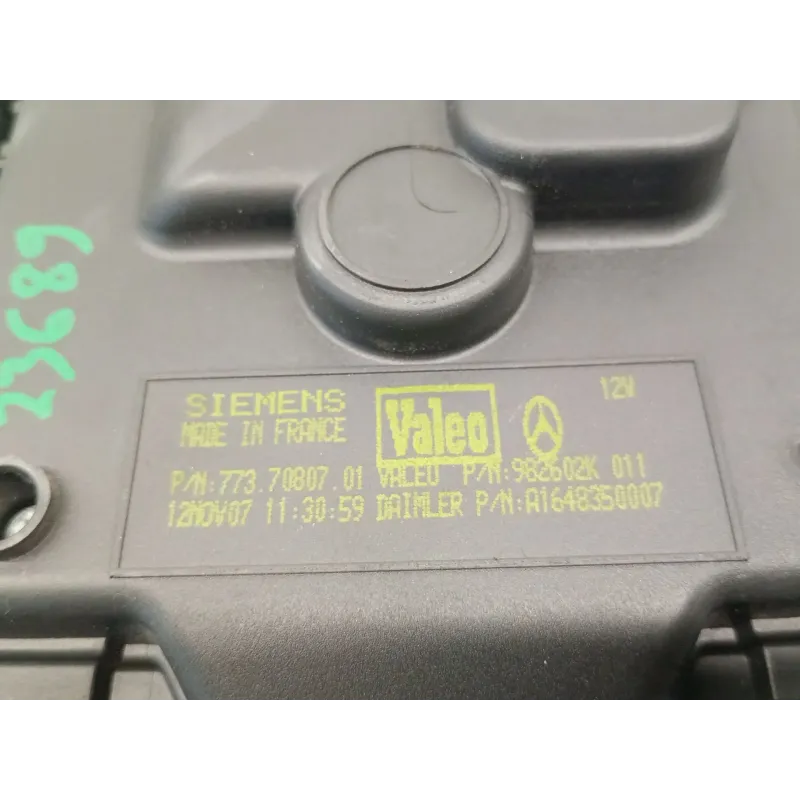 23689
SIEMENS Valeo 12V
MADE IN FRANCE
P/N:773.70807.01 VALEO P/N:982602K 011
12NOV07 11:30:59 DAIMLER P/N:A1648350007